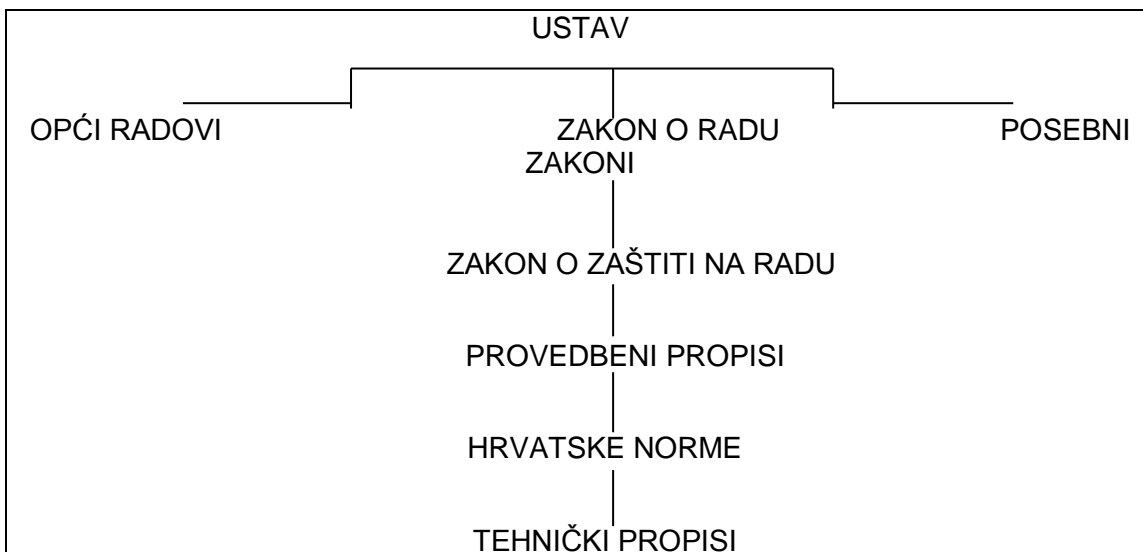 USTAV
OPĆI RADOVI ZAKON O RADU POSEBNI
ZAKONI
ZAKON O ZAŠTITI NA RADU
PROVEDBENI PROPISI
HRVATSKE NORME
TEHNIČKI PROPISI